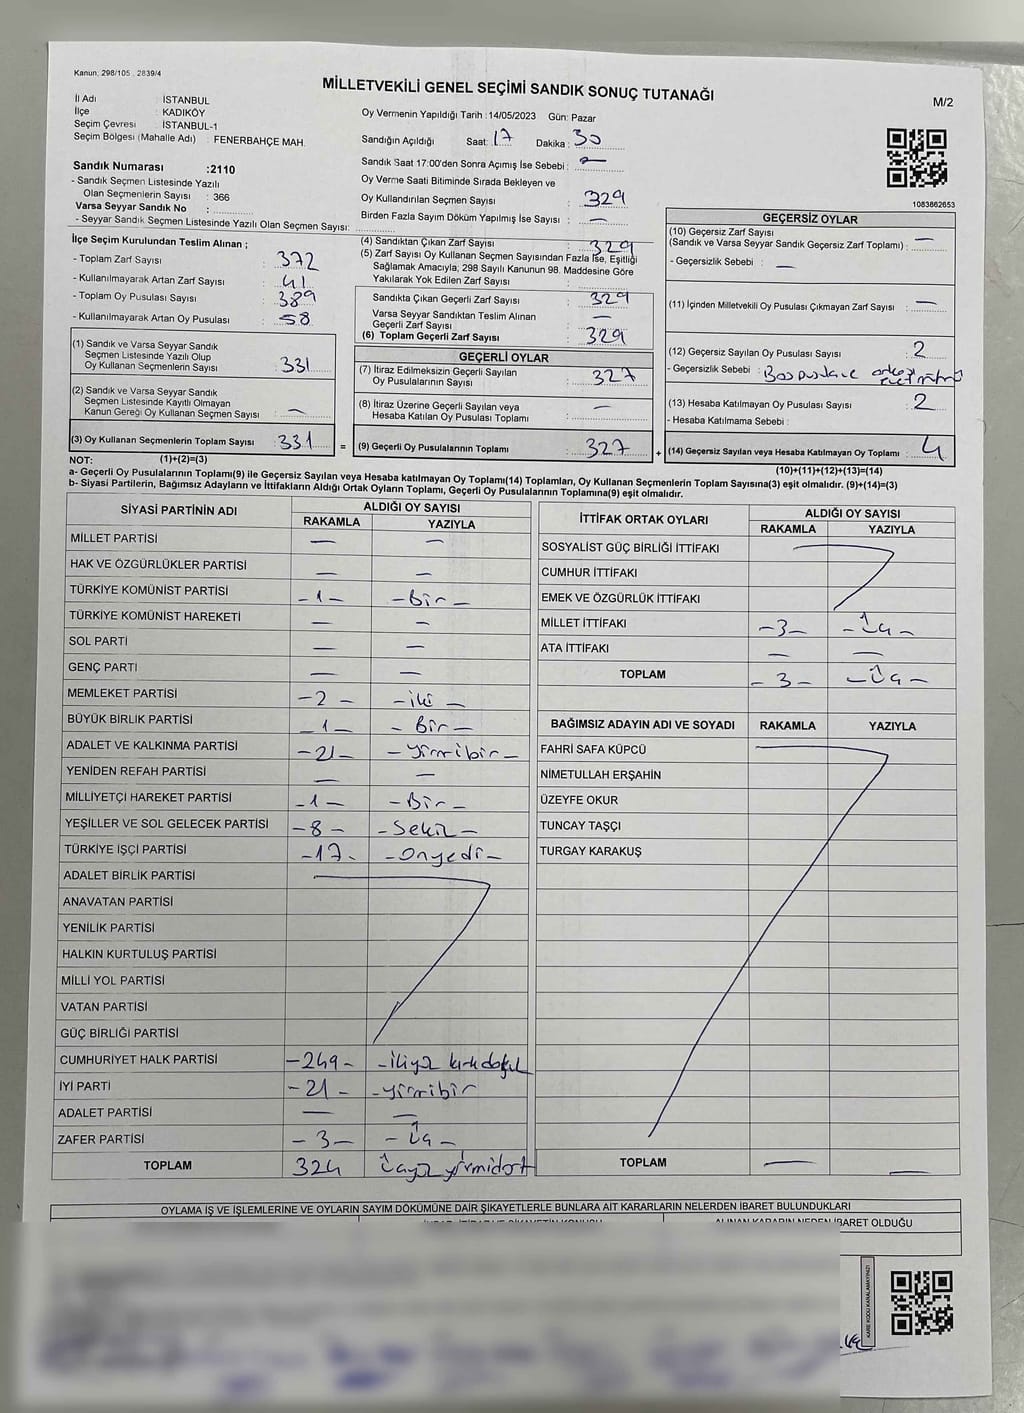 Kanun: 298/105 . 2839/4
MİLLETVEKİLİ GENEL SEÇİMİ SANDIK SONUÇ TUTANAĞI
M/2
İl Adı İSTANBUL
İlçe KADIKÖY
Seçim Çevresi İSTANBUL-1
Seçim Bölgesi (Mahalle Adı) : FENERBAHÇE MAH.
Sandık Numarası :2110
- Sandık Seçmen Listesinde Yazılı
Olan Seçmenlerin Sayısı : 366
Varsa Seyyar Sandık No :
- Seyyar Sandık Seçmen Listesinde Yazılı Olan Seçmen Sayısı:
Oy Vermenin Yapıldığı Tarih : 14/05/2023 Gün: Pazar
Sandığın Açıldığı Saat: 17 Dakika : 30
Sandık Saat 17:00'den Sonra Açımış İse Sebebi : —
Oy Verme Saati Bitiminde Sırada Bekleyen ve
Oy Kullandırılan Seçmen Sayısı : 329
Birden Fazla Sayım Döküm Yapılmış İse Sayısı : —
1083862653
İlçe Seçim Kurulundan Teslim Alınan ;
- Toplam Zarf Sayısı : 372
- Kullanılmayarak Artan Zarf Sayısı : 41
- Toplam Oy Pusulası Sayısı : 389
- Kullanılmayarak Artan Oy Pusulası : 58
(4) Sandıktan Çıkan Zarf Sayısı : 329
(5) Zarf Sayısı Oy Kullanan Seçmen Sayısından Fazla İse, Eşitliği
Sağlamak Amacıyla; 298 Sayılı Kanunun 98. Maddesine Göre
Yakılarak Yok Edilen Zarf Sayısı :
Sandıkta Çıkan Geçerli Zarf Sayısı : 329
Varsa Seyyar Sandıktan Teslim Alınan
Geçerli Zarf Sayısı : —
(6) Toplam Geçerli Zarf Sayısı : 329
GEÇERSİZ OYLAR
(10) Geçersiz Zarf Sayısı
(Sandık ve Varsa Seyyar Sandık Geçersiz Zarf Toplamı) : —
- Geçersizlik Sebebi : —
(11) İçinden Milletvekili Oy Pusulası Çıkmayan Zarf Sayısı : —
(12) Geçersiz Sayılan Oy Pusulası Sayısı : 2
- Geçersizlik Sebebi :
(13) Hesaba Katılmayan Oy Pusulası Sayısı : 2
- Hesaba Katılmama Sebebi :
(14) Geçersiz Sayılan veya Hesaba Katılmayan Oy Toplamı : 4
(10)+(11)+(12)+(13)=(14)
(1) Sandık ve Varsa Seyyar Sandık
Seçmen Listesinde Yazılı Olup
Oy Kullanan Seçmenlerin Sayısı : 331
(2) Sandık ve Varsa Seyyar Sandık
Seçmen Listesinde Kayıtlı Olmayan
Kanun Gereği Oy Kullanan Seçmen Sayısı : —
(3) Oy Kullanan Seçmenlerin Toplam Sayısı : 331 =
GEÇERLİ OYLAR
(7) İtiraz Edilmeksizin Geçerli Sayılan
Oy Pusulalarının Sayısı : 327
(8) İtiraz Üzerine Geçerli Sayılan veya
Hesaba Katılan Oy Pusulası Toplamı : —
(9) Geçerli Oy Pusulalarının Toplamı : 327 +
NOT: (1)+(2)=(3)
a- Geçerli Oy Pusulalarının Toplamı(9) ile Geçersiz Sayılan veya Hesaba katılmayan Oy Toplamı(14) Toplamları, Oy Kullanan Seçmenlerin Toplam Sayısına(3) eşit olmalıdır. (9)+(14)=(3)
b- Siyasi Partilerin, Bağımsız Adayların ve İttifakların Aldığı Ortak Oyların Toplamı, Geçerli Oy Pusulalarının Toplamına(9) eşit olmalıdır.
SİYASİ PARTİNİN ADI ALDIĞI OY SAYISI
RAKAMLA YAZIYLA
MİLLET PARTİSİ — —
HAK VE ÖZGÜRLÜKLER PARTİSİ — —
TÜRKİYE KOMÜNİST PARTİSİ -1- -Bir-
TÜRKİYE KOMÜNİST HAREKETİ — —
SOL PARTİ — —
GENÇ PARTİ — —
MEMLEKET PARTİSİ -2- -iki-
BÜYÜK BİRLİK PARTİSİ -1- -Bir-
ADALET VE KALKINMA PARTİSİ -21- -yirmibir-
YENİDEN REFAH PARTİSİ — —
MİLLİYETÇİ HAREKET PARTİSİ -1- -Bir-
YEŞİLLER VE SOL GELECEK PARTİSİ -8- -Sekiz-
TÜRKİYE İŞÇİ PARTİSİ -17- -Onyedi-
ADALET BİRLİK PARTİSİ
ANAVATAN PARTİSİ
YENİLİK PARTİSİ
HALKIN KURTULUŞ PARTİSİ
MİLLİ YOL PARTİSİ
VATAN PARTİSİ
GÜÇ BİRLİĞİ PARTİSİ
CUMHURİYET HALK PARTİSİ -249- -ikiyüz kırkdokuz
İYİ PARTİ -21- -yirmibir
ADALET PARTİSİ — —
ZAFER PARTİSİ -3- -Üç-
TOPLAM 324 Üçyüz yirmidört
İTTİFAK ORTAK OYLARI ALDIĞI OY SAYISI
RAKAMLA YAZIYLA
SOSYALİST GÜÇ BİRLİĞİ İTTİFAKI
CUMHUR İTTİFAKI
EMEK VE ÖZGÜRLÜK İTTİFAKI
MİLLET İTTİFAKI -3- -Üç-
ATA İTTİFAKI — —
TOPLAM -3- -Üç-
BAĞIMSIZ ADAYIN ADI VE SOYADI RAKAMLA YAZIYLA
FAHRİ SAFA KÜPCÜ
NİMETULLAH ERŞAHİN
ÜZEYFE OKUR
TUNCAY TAŞÇI
TURGAY KARAKUŞ
TOPLAM — —
OYLAMA İŞ VE İŞLEMLERİNE VE OYLARIN SAYIM DÖKÜMÜNE DAİR ŞİKAYETLERLE BUNLARA AİT KARARLARIN NELERDEN İBARET BULUNDUKLARI
ALINAN KARARIN NEDEN İBARET OLDUĞU
KARE KODU KARALAMAYINIZ!